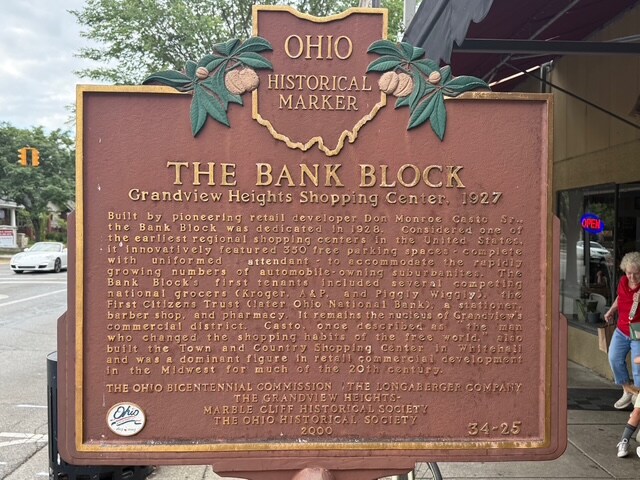 OHIO
HISTORICAL
MARKER
THE BANK BLOCK
Grandview Heights Shopping Center, 1927
Built by pioneering retail developer Don Monroe Casto Sr.,
the Bank Block was dedicated in 1928. Considered one of
the earliest regional shopping centers in the United States,
it innovatively featured 350 free parking spaces - complete
with uniformed attendant - to accommodate the rapidly
growing numbers of automobile-owning suburbanites. The
Bank Block's first tenants included several competing
national grocers (Kroger, A&P, and Piggly Wiggly), the
First Citizens Trust (later Ohio National Bank), a stationer,
barber shop, and pharmacy. It remains the nucleus of Grandview's
commercial district. Casto, once described as "the man
who changed the shopping habits of the free world," also
built the Town and Country Shopping Center in Whitehall
and was a dominant figure in retail commercial development
in the Midwest for much of the 20th century.
THE OHIO BICENTENNIAL COMMISSION THE LONGABERGER COMPANY
THE GRANDVIEW HEIGHTS-
MARBLE CLIFF HISTORICAL SOCIETY
THE OHIO HISTORICAL SOCIETY
2000
34-25
Ohio
OPEN